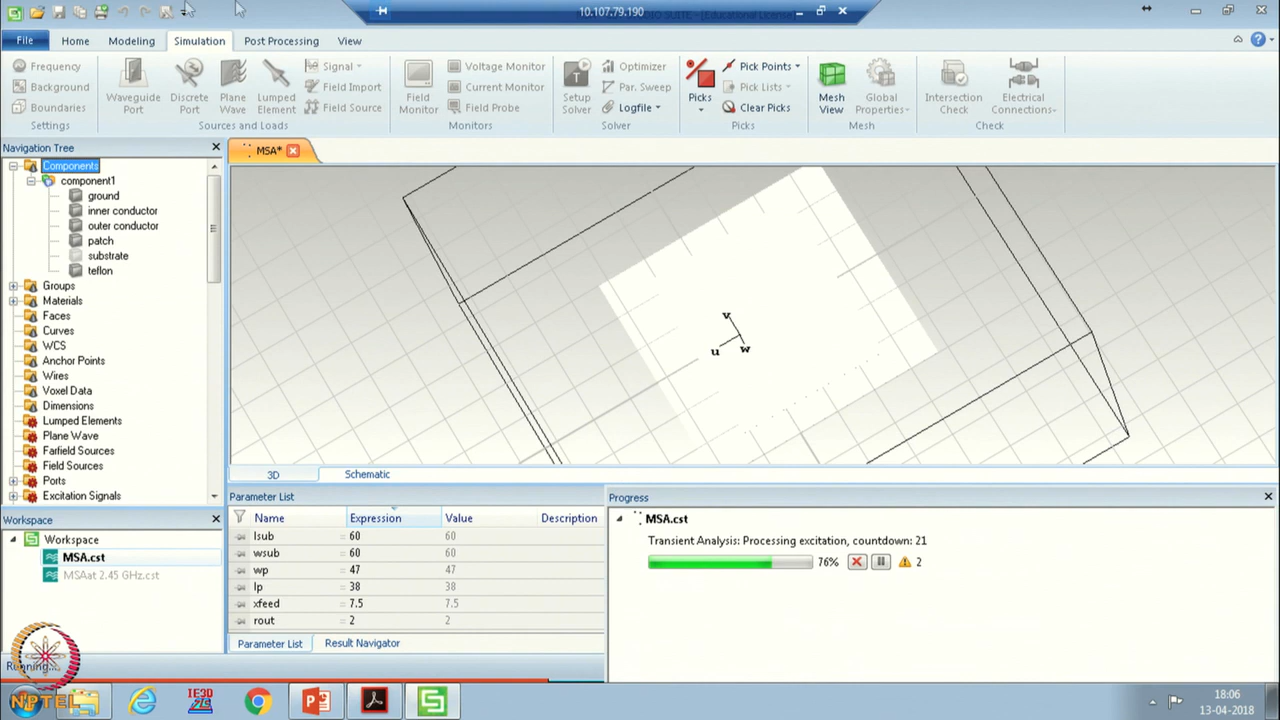 10.107.79.190
File Home Modeling Simulation Post Processing View
Frequency
Background
Boundaries
Settings
Waveguide Port
Discrete Port
Plane Wave
Lumped Element
Signal
Field Import
Field Source
Sources and Loads
Field Monitor
Voltage Monitor
Current Monitor
Field Probe
Monitors
Setup Solver
Optimizer
Par. Sweep
Logfile
Solver
Picks
Pick Points
Pick Lists
Clear Picks
Picks
Mesh View
Global Properties
Mesh
Intersection Check
Electrical Connections
Check
Navigation Tree
MSA*
Components
component1
ground
inner conductor
outer conductor
patch
substrate
teflon
Groups
Materials
Faces
Curves
WCS
Anchor Points
Wires
Voxel Data
Dimensions
Lumped Elements
Plane Wave
Farfield Sources
Field Sources
Ports
Excitation Signals
v
u w
3D Schematic
Workspace
Workspace
MSA.cst
MSAat 2.45 GHz.cst
Parameter List
Name Expression Value Description
lsub = 60 60
wsub = 60 60
wp = 47 47
lp = 38 38
xfeed = 7.5 7.5
rout = 2 2
Parameter List Result Navigator
Progress
MSA.cst
Transient Analysis: Processing excitation, countdown: 21
76% 2
Running...
NPTEL
IE3D
18:06
13-04-2018